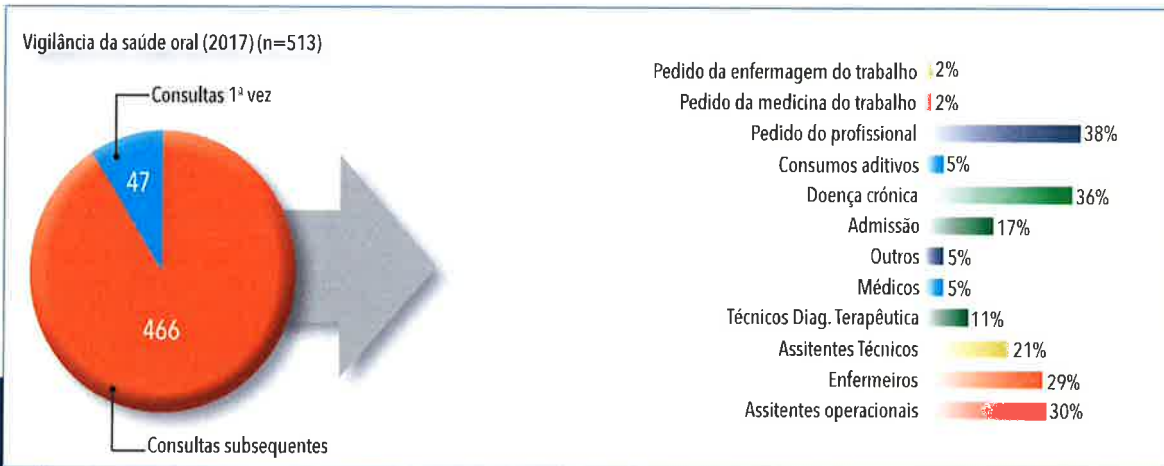 Vigilância da saúde oral (2017) (n=513)
Consultas 1ª vez
47
466
Consultas subsequentes
Pedido da enfermagem do trabalho 2%
Pedido da medicina do trabalho 2%
Pedido do profissional 38%
Consumos aditivos 5%
Doença crónica 36%
Admissão 17%
Outros 5%
Médicos 5%
Técnicos Diag. Terapêutica 11%
Assitentes Técnicos 21%
Enfermeiros 29%
Assitentes operacionais 30%